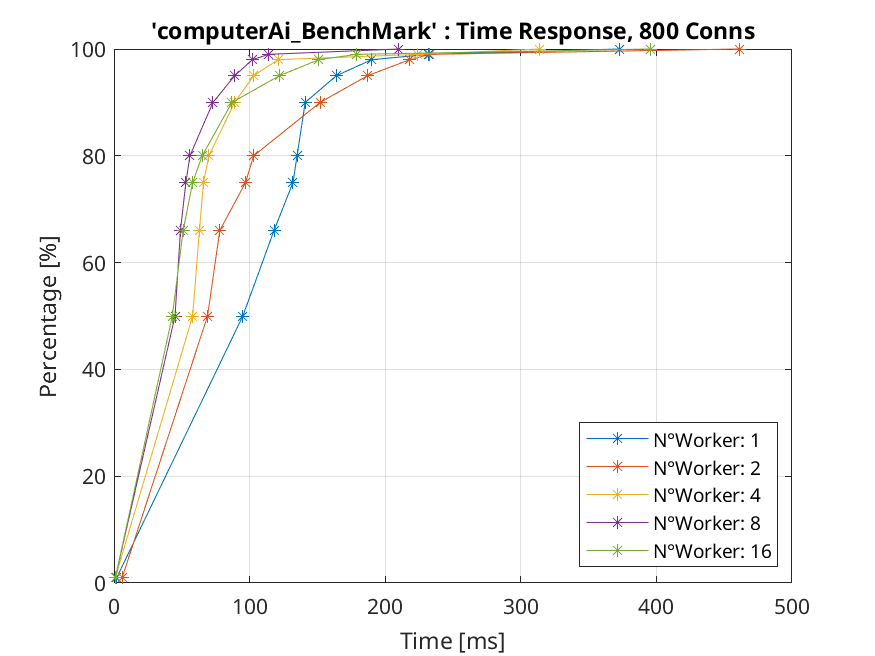 'computerAi_BenchMark' : Time Response, 800 Conns
100
80
60
40
20
0
Percentage [%]
0 100 200 300 400 500
Time [ms]
N°Worker: 1
N°Worker: 2
N°Worker: 4
N°Worker: 8
N°Worker: 16